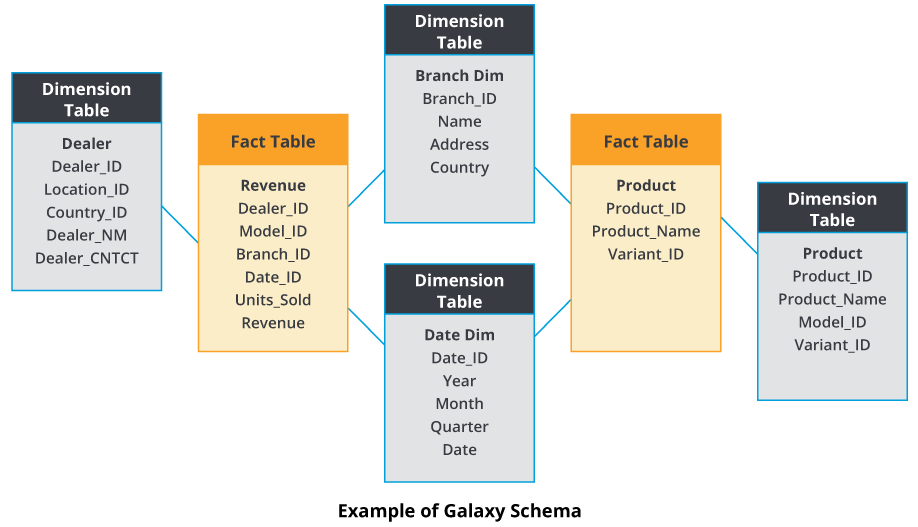 Dimension
Table
Dealer
Dealer_ID
Location_ID
Country_ID
Dealer_NM
Dealer_CNTCT
Fact Table
Revenue
Dealer_ID
Model_ID
Branch_ID
Date_ID
Units_Sold
Revenue
Dimension
Table
Branch Dim
Branch_ID
Name
Address
Country
Dimension
Table
Date Dim
Date_ID
Year
Month
Quarter
Date
Fact Table
Product
Product_ID
Product_Name
Variant_ID
Dimension
Table
Product
Product_ID
Product_Name
Model_ID
Variant_ID
Example of Galaxy Schema